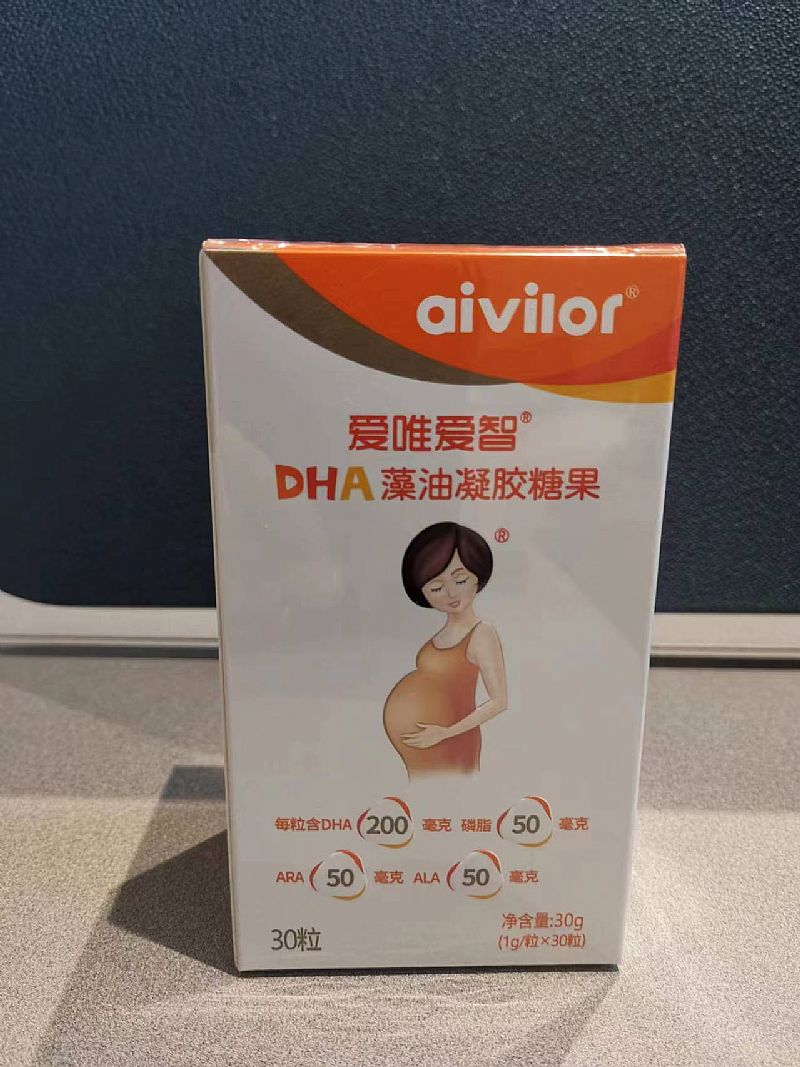 aivilor®
爱唯爱智®
DHA藻油凝胶糖果
®
每粒含DHA 200 毫克 磷脂 50 毫克
ARA 50 毫克 ALA 50 毫克
30粒
净含量:30g
(1g/粒×30粒)